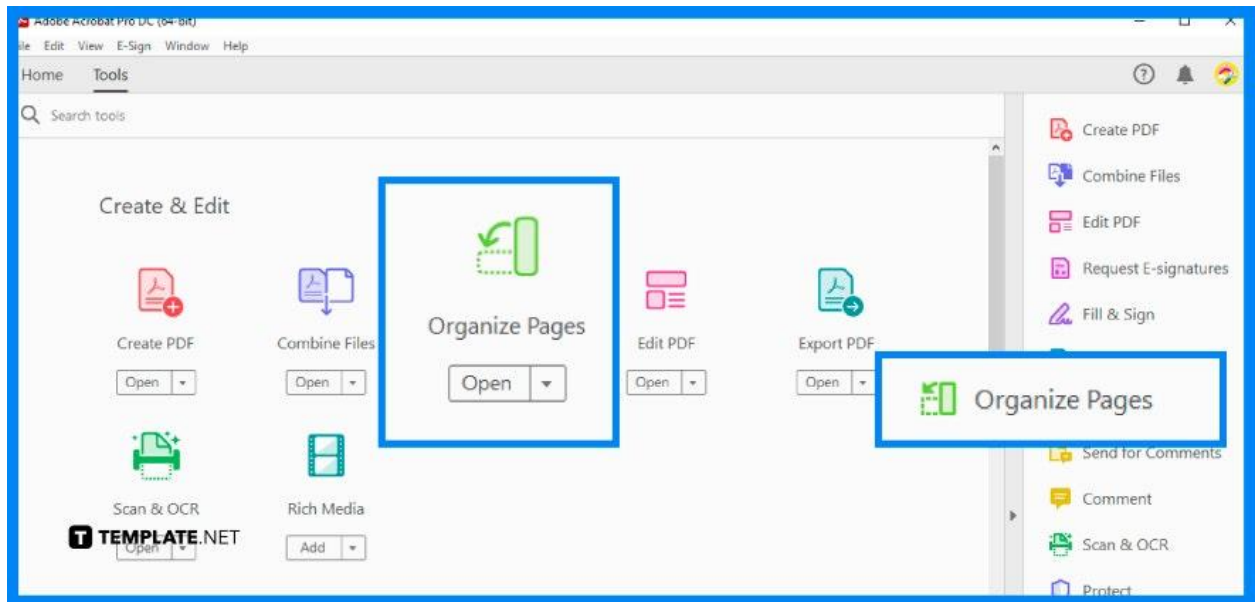 Adobe Acrobat Pro DC (64-bit)
ile Edit View E-Sign Window Help
Home Tools
Search tools
Create & Edit
Create PDF
Open
Combine Files
Open
Organize Pages
Open
Edit PDF
Open
Export PDF
Open
Scan & OCR
Open
Rich Media
Add
TEMPLATE.NET
Create PDF
Combine Files
Edit PDF
Request E-signatures
Fill & Sign
Organize Pages
Send for Comments
Comment
Scan & OCR
Protect